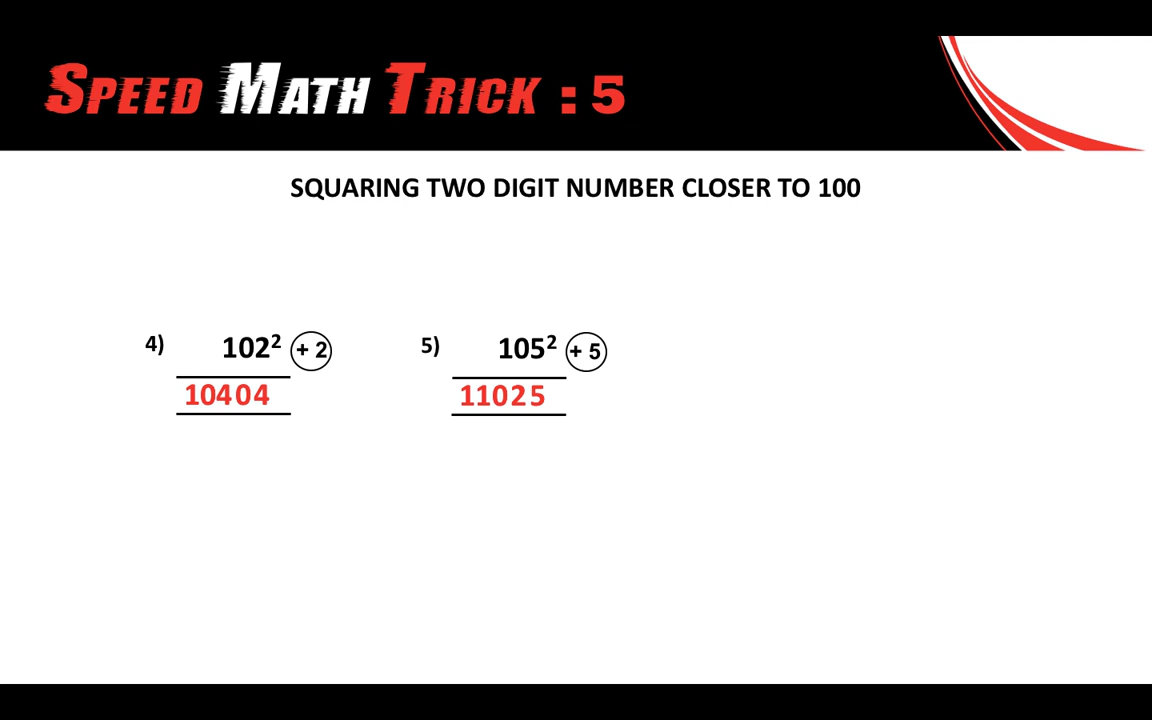 SPEED MATH TRICK : 5
SQUARING TWO DIGIT NUMBER CLOSER TO 100
4) 102² + 2 5) 105² + 5
10404 11025